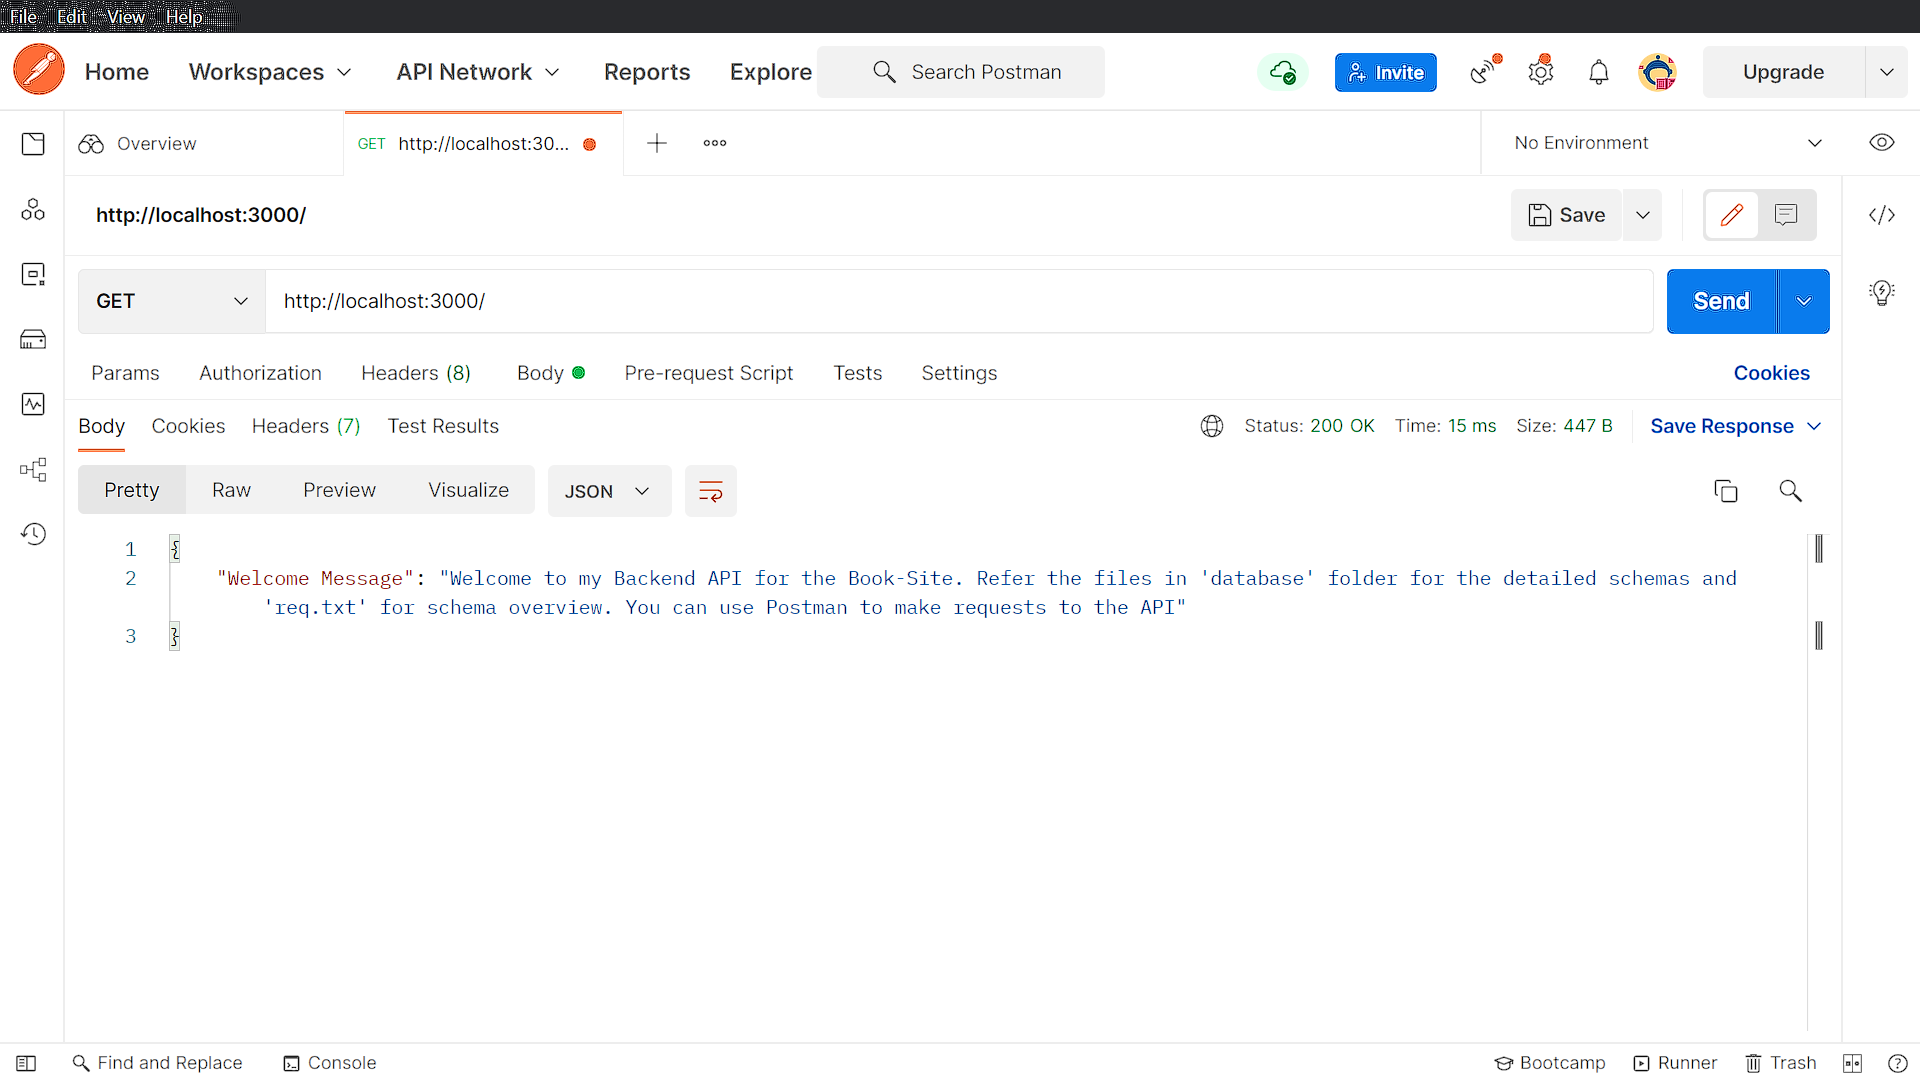 File Edit View Help
Home Workspaces API Network Reports Explore Search Postman Invite Upgrade
Overview GET http://localhost:30... No Environment
http://localhost:3000/ Save
GET http://localhost:3000/ Send
Params Authorization Headers (8) Body Pre-request Script Tests Settings Cookies
Body Cookies Headers (7) Test Results Status: 200 OK Time: 15 ms Size: 447 B Save Response
Pretty Raw Preview Visualize JSON
1 {
2 "Welcome Message": "Welcome to my Backend API for the Book-Site. Refer the files in 'database' folder for the detailed schemas and
'req.txt' for schema overview. You can use Postman to make requests to the API"
3 }
Find and Replace Console Bootcamp Runner Trash